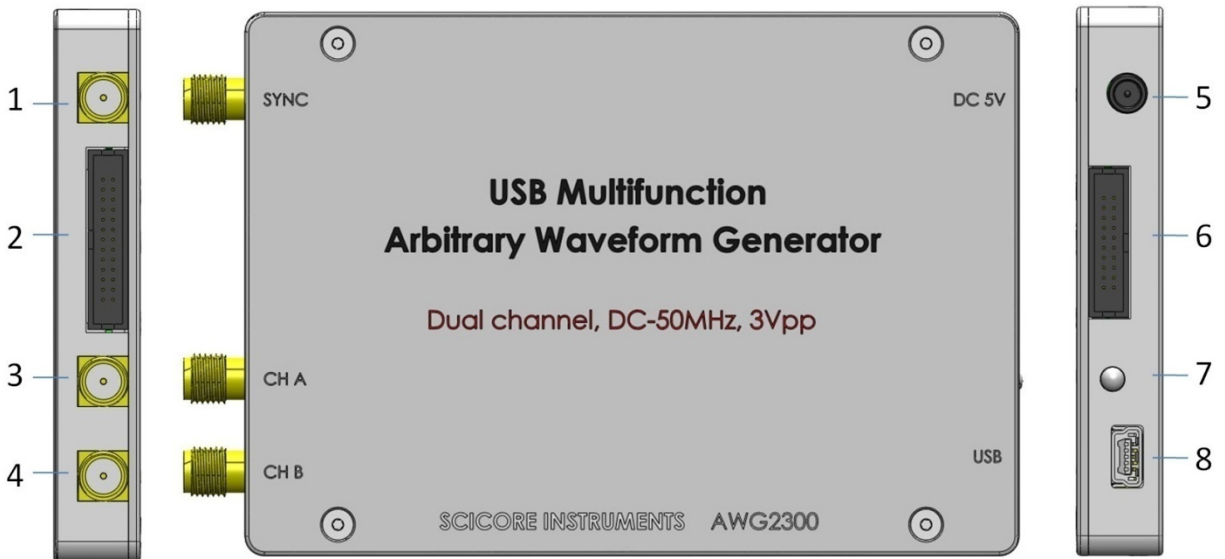 1
2
3
4
SYNC
DC 5V
USB Multifunction
Arbitrary Waveform Generator
Dual channel, DC-50MHz, 3Vpp
CH A
CH B
USB
SCICORE INSTRUMENTS AWG2300
5
6
7
8